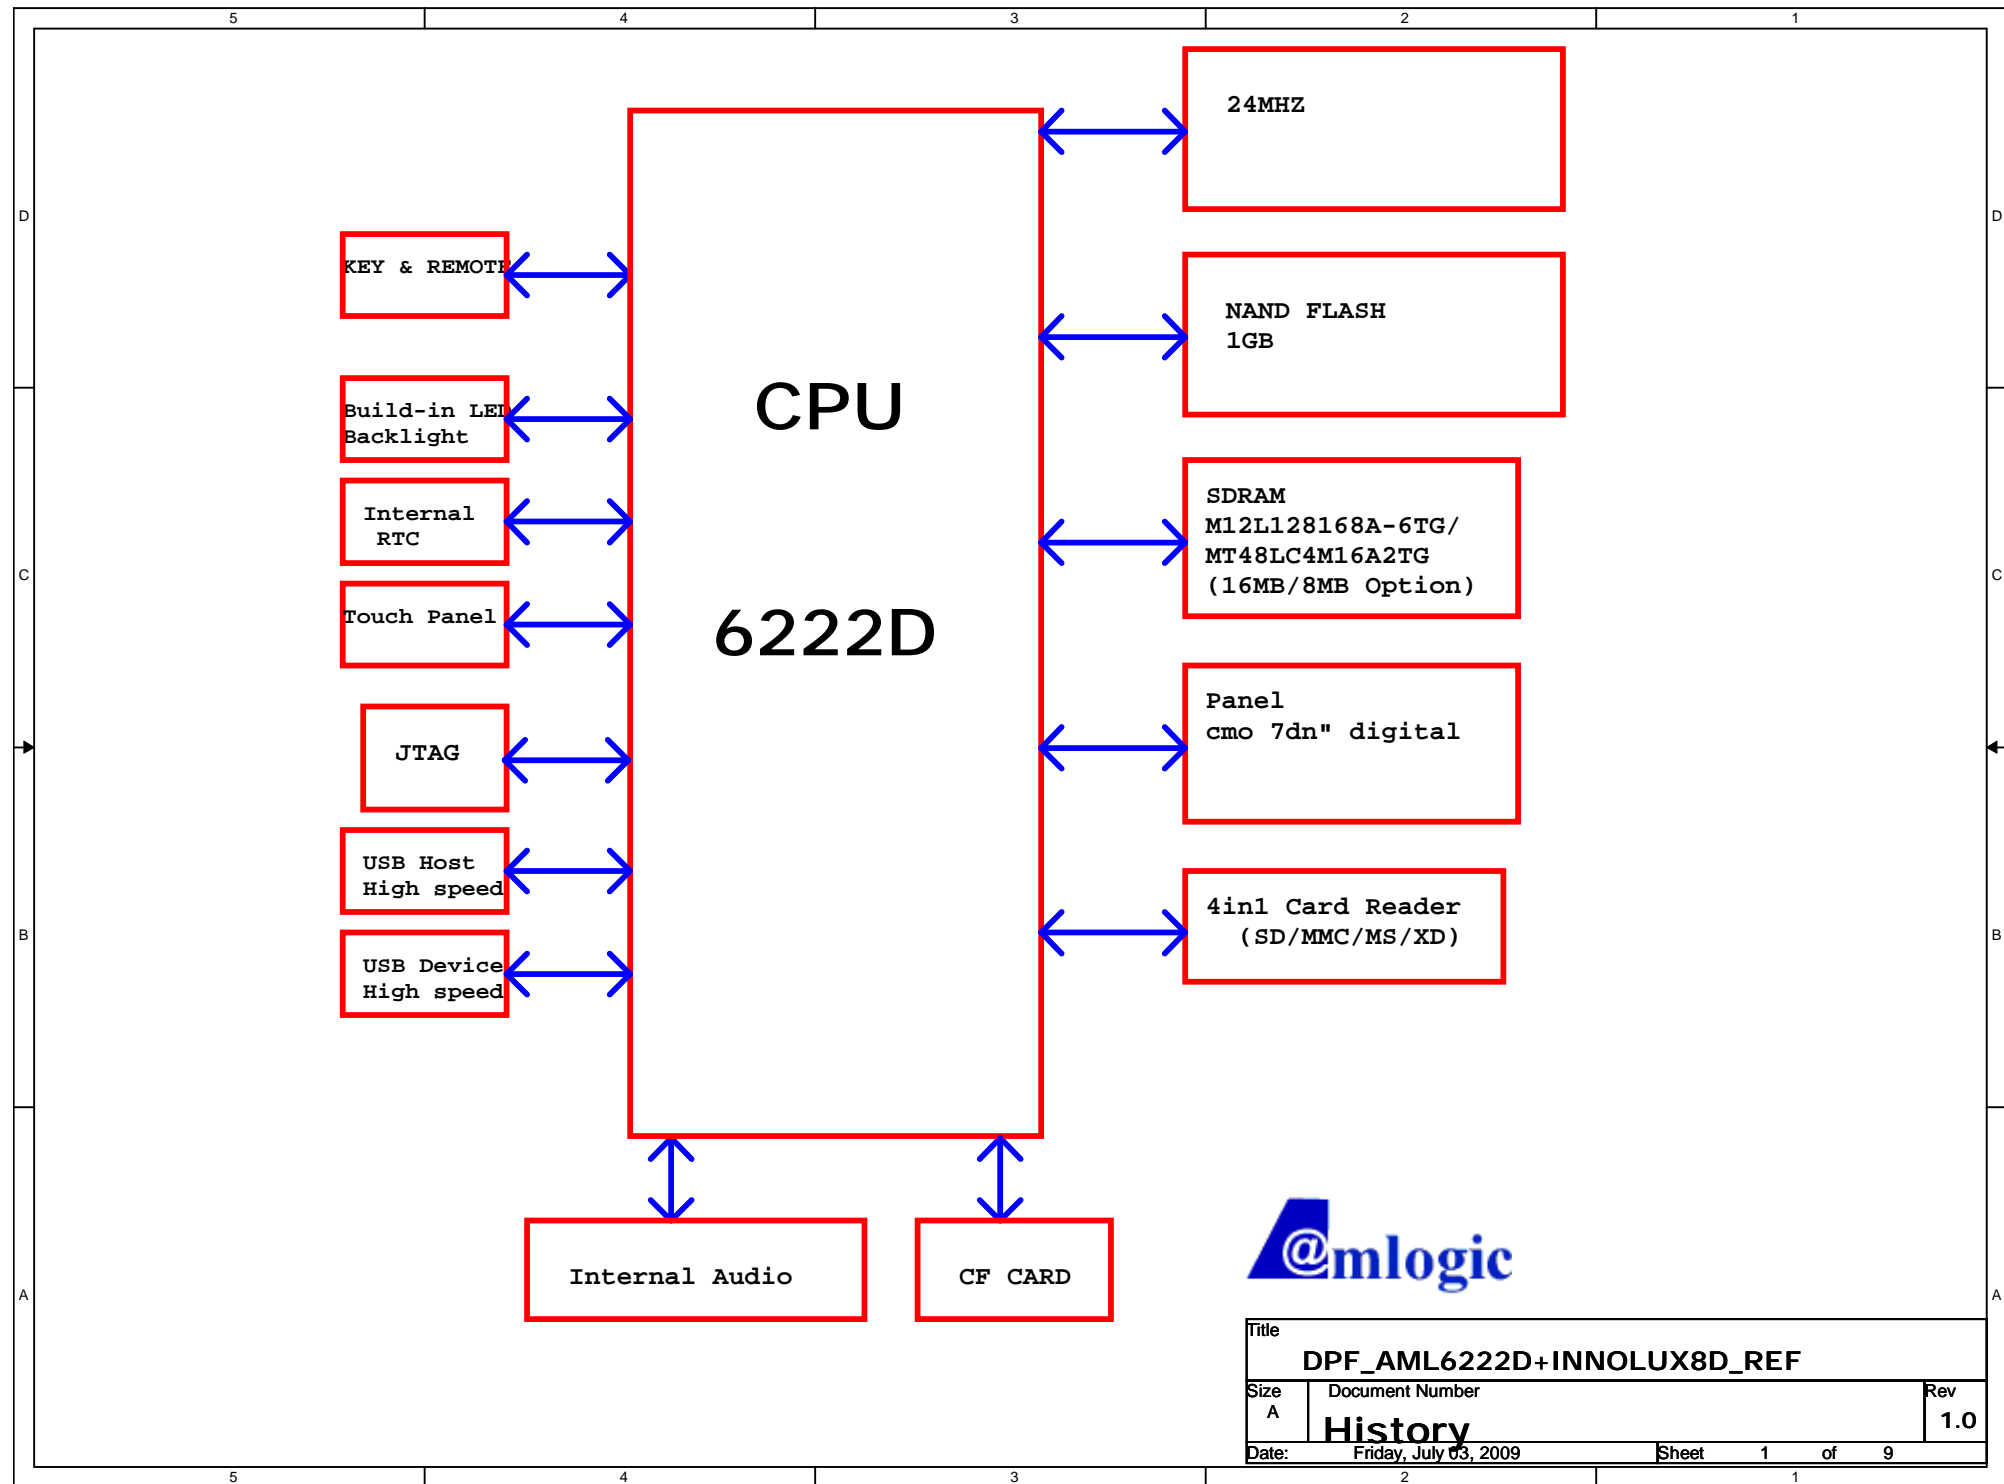 5 4 3 2 1
D D
C C
B B
A A
24MHZ
KEY & REMOTE
NAND FLASH
1GB
Build-in LED
Backlight
CPU
6222D
Internal
RTC
SDRAM
M12L128168A-6TG/
MT48LC4M16A2TG
(16MB/8MB Option)
Touch Panel
Panel
cmo 7dn" digital
JTAG
USB Host
High speed
4in1 Card Reader
(SD/MMC/MS/XD)
USB Device
High speed
Internal Audio
CF CARD
@mlogic
Title
DPF_AML6222D+INNOLUX8D_REF
Size
A
Document Number
History
Rev
1.0
Date: Friday, July 03, 2009
Sheet 1 of 9
5 4 3 2 1